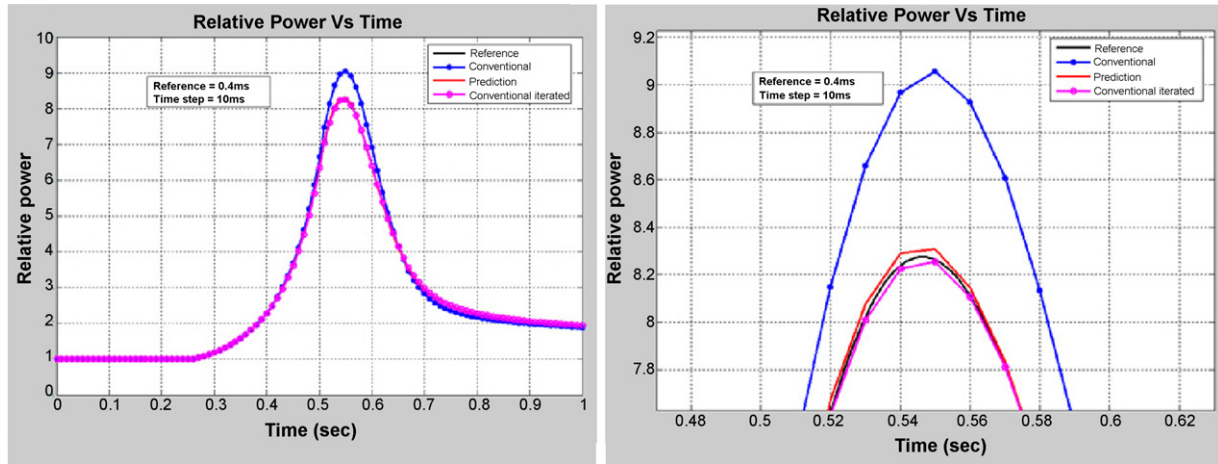 Relative Power Vs Time
10
9
8
7
6
5
4
3
2
1
0
Relative power
Reference = 0.4ms
Time step = 10ms
Reference
Conventional
Prediction
Conventional iterated
0 0.1 0.2 0.3 0.4 0.5 0.6 0.7 0.8 0.9 1
Time (sec)
Relative Power Vs Time
9.2
9
8.8
8.6
8.4
8.2
8
7.8
Relative power
Reference = 0.4ms
Time step = 10ms
Reference
Conventional
Prediction
Conventional iterated
0.48 0.5 0.52 0.54 0.56 0.58 0.6 0.62
Time (sec)